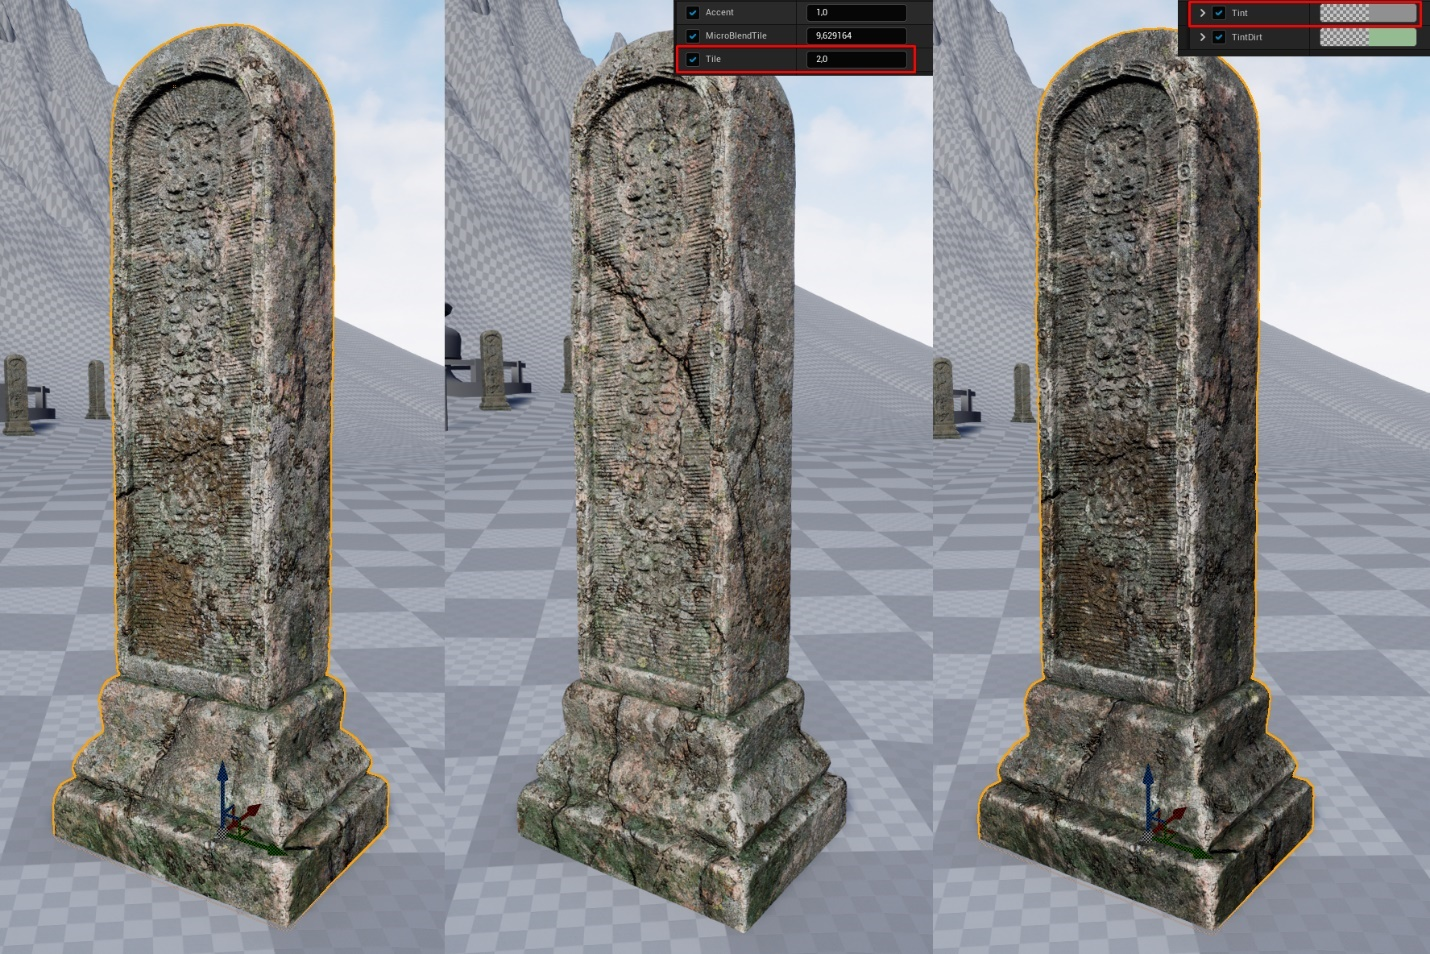 Accent 1,0
MicroBlendTile 9,629164
Tile 2,0
Tint
TintDirt